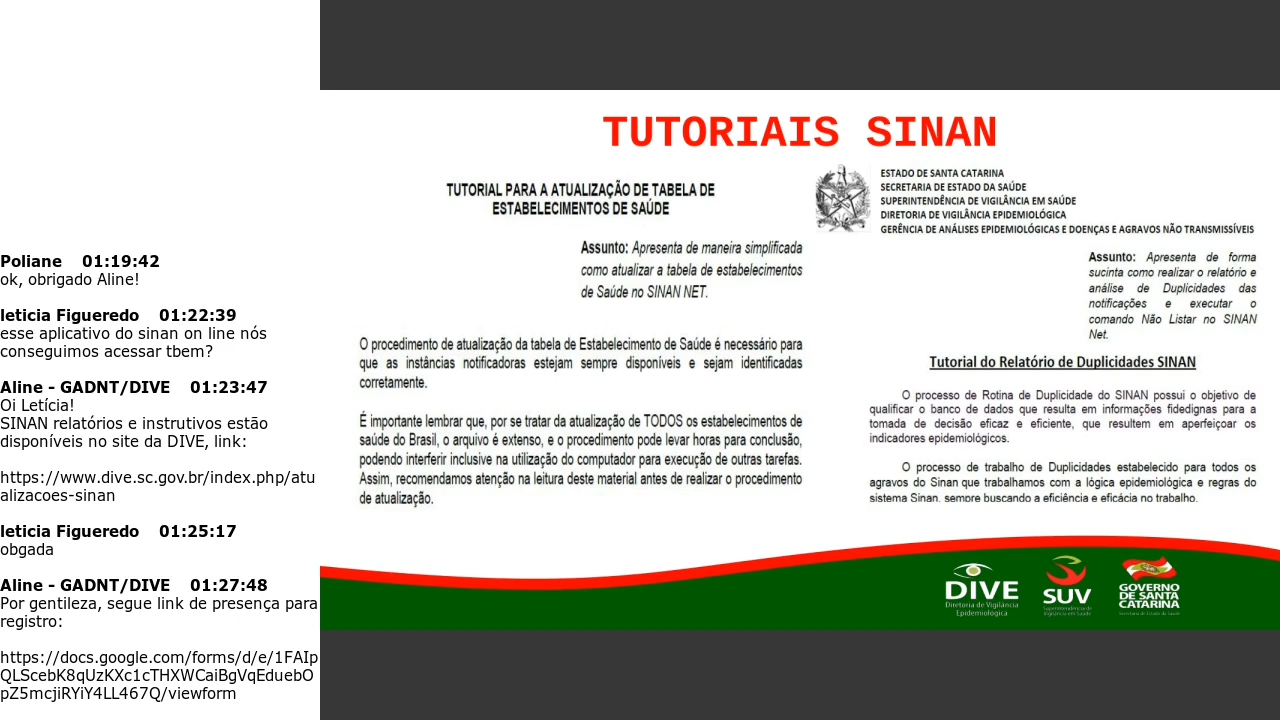 Poliane 01:19:42
ok, obrigado Aline!
leticia Figueredo 01:22:39
esse aplicativo do sinan on line nós
conseguimos acessar tbem?
Aline - GADNT/DIVE 01:23:47
Oi Letícia!
SINAN relatórios e instrutivos estão
disponíveis no site da DIVE, link:
https://www.dive.sc.gov.br/index.php/atu
alizacoes-sinan
leticia Figueredo 01:25:17
obgada
Aline - GADNT/DIVE 01:27:48
Por gentileza, segue link de presença para
registro:
https://docs.google.com/forms/d/e/1FAIp
QLScebK8qUzKXc1cTHXWCaiBgVqEduebO
pZ5mcjiRYiY4LL467Q/viewform
TUTORIAIS SINAN
TUTORIAL PARA A ATUALIZAÇÃO DE TABELA DE
ESTABELECIMENTOS DE SAÚDE
Assunto: Apresenta de maneira simplificada
como atualizar a tabela de estabelecimentos
de Saúde no SINAN NET.
O procedimento de atualização da tabela de Estabelecimento de Saúde é necessário para
que as instâncias notificadoras estejam sempre disponíveis e sejam identificadas
corretamente.
É importante lembrar que, por se tratar da atualização de TODOS os estabelecimentos de
saúde do Brasil, o arquivo é extenso, e o procedimento pode levar horas para conclusão,
podendo interferir inclusive na utilização do computador para execução de outras tarefas.
Assim, recomendamos atenção na leitura deste material antes de realizar o procedimento
de atualização.
ESTADO DE SANTA CATARINA
SECRETARIA DE ESTADO DA SAÚDE
SUPERINTENDÊNCIA DE VIGILÂNCIA EM SAÚDE
DIRETORIA DE VIGILÂNCIA EPIDEMIOLÓGICA
GERÊNCIA DE ANÁLISES EPIDEMIOLÓGICAS E DOENÇAS E AGRAVOS NÃO TRANSMISSÍVEIS
Assunto: Apresenta de forma
sucinta como realizar o relatório e
análise de Duplicidades das
notificações e executar o
comando Não Listar no SINAN
Net.
Tutorial do Relatório de Duplicidades SINAN
O processo de Rotina de Duplicidade do SINAN possui o objetivo de
qualificar o banco de dados que resulta em informações fidedignas para a
tomada de decisão eficaz e eficiente, que resultem em aperfeiçoar os
indicadores epidemiológicos.
O processo de trabalho de Duplicidades estabelecido para todos os
agravos do Sinan que trabalhamos com a lógica epidemiológica e regras do
sistema Sinan, sempre buscando a eficiência e eficácia no trabalho.
DIVE
Diretoria de Vigilância
Epidemiológica
SUV
Superintendência de
Vigilância em Saúde
GOVERNO
DE SANTA
CATARINA
Secretaria de Estado da Saúde